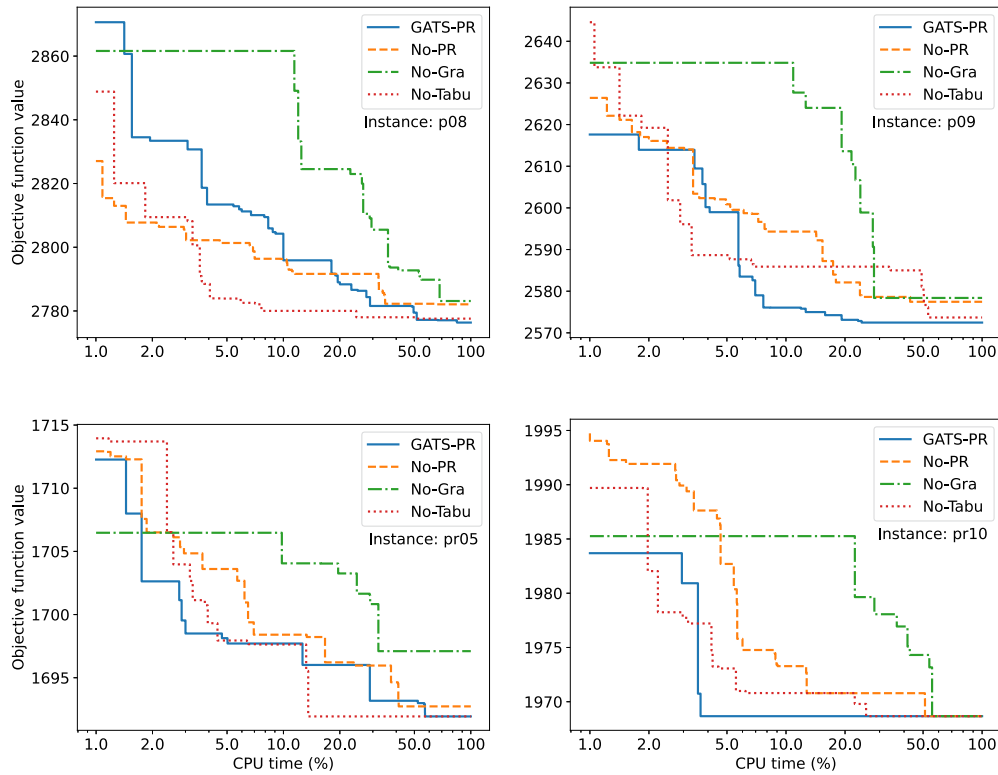 Objective function value
2860
2840
2820
2800
2780
1.0 2.0 5.0 10.0 20.0 50.0 100
GATS-PR
No-PR
No-Gra
No-Tabu
Instance: p08
2640
2630
2620
2610
2600
2590
2580
2570
1.0 2.0 5.0 10.0 20.0 50.0 100
GATS-PR
No-PR
No-Gra
No-Tabu
Instance: p09
Objective function value
1715
1710
1705
1700
1695
1.0 2.0 5.0 10.0 20.0 50.0 100
CPU time (%)
GATS-PR
No-PR
No-Gra
No-Tabu
Instance: pr05
1995
1990
1985
1980
1975
1970
1.0 2.0 5.0 10.0 20.0 50.0 100
CPU time (%)
GATS-PR
No-PR
No-Gra
No-Tabu
Instance: pr10